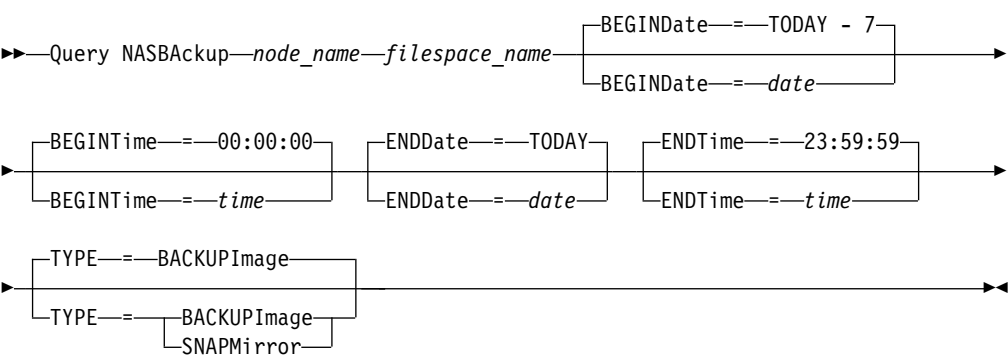 BEGINDate = TODAY - 7
Query NASBAckup node_name filespace_name
BEGINDate = date
BEGINTime = 00:00:00 ENDDate = TODAY ENDTime = 23:59:59
BEGINTime = time ENDDate = date ENDTime = time
TYPE = BACKUPImage
TYPE = BACKUPImage
SNAPMirror